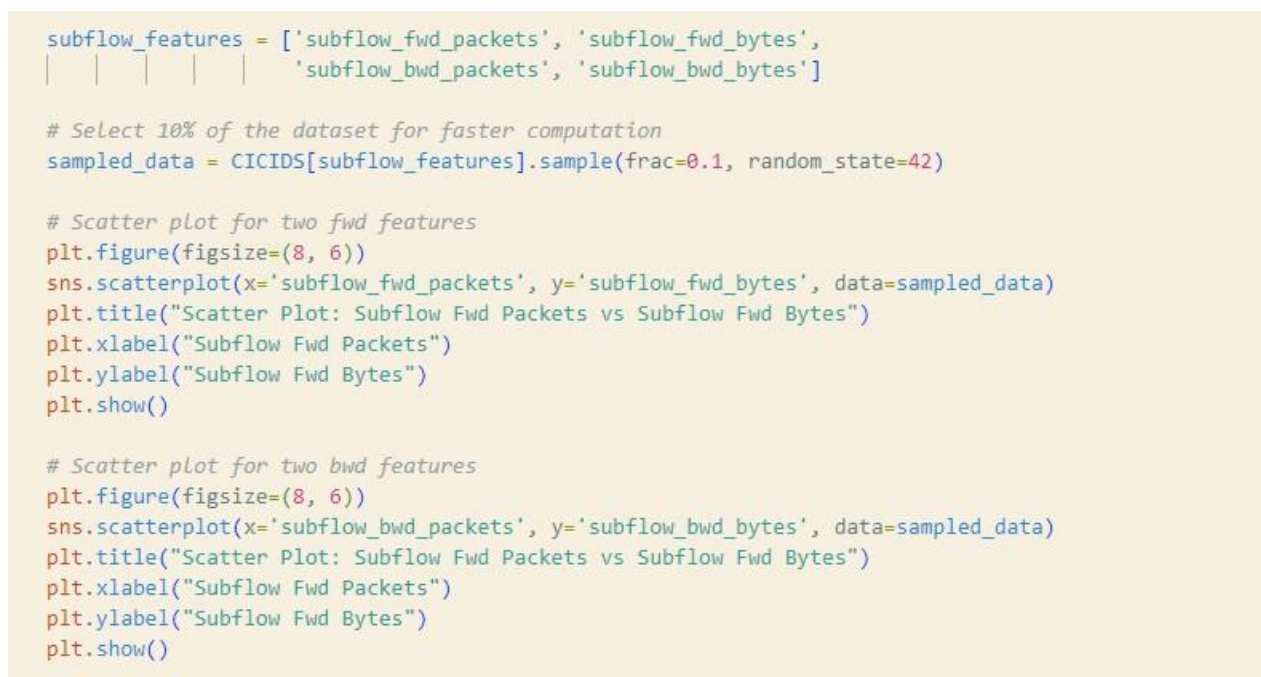 subflow_features = ['subflow_fwd_packets', 'subflow_fwd_bytes',
'subflow_bwd_packets', 'subflow_bwd_bytes']
# Select 10% of the dataset for faster computation
sampled_data = CICIDS[subflow_features].sample(frac=0.1, random_state=42)
# Scatter plot for two fwd features
plt.figure(figsize=(8, 6))
sns.scatterplot(x='subflow_fwd_packets', y='subflow_fwd_bytes', data=sampled_data)
plt.title("Scatter Plot: Subflow Fwd Packets vs Subflow Fwd Bytes")
plt.xlabel("Subflow Fwd Packets")
plt.ylabel("Subflow Fwd Bytes")
plt.show()
# Scatter plot for two bwd features
plt.figure(figsize=(8, 6))
sns.scatterplot(x='subflow_bwd_packets', y='subflow_bwd_bytes', data=sampled_data)
plt.title("Scatter Plot: Subflow Fwd Packets vs Subflow Fwd Bytes")
plt.xlabel("Subflow Fwd Packets")
plt.ylabel("Subflow Fwd Bytes")
plt.show()